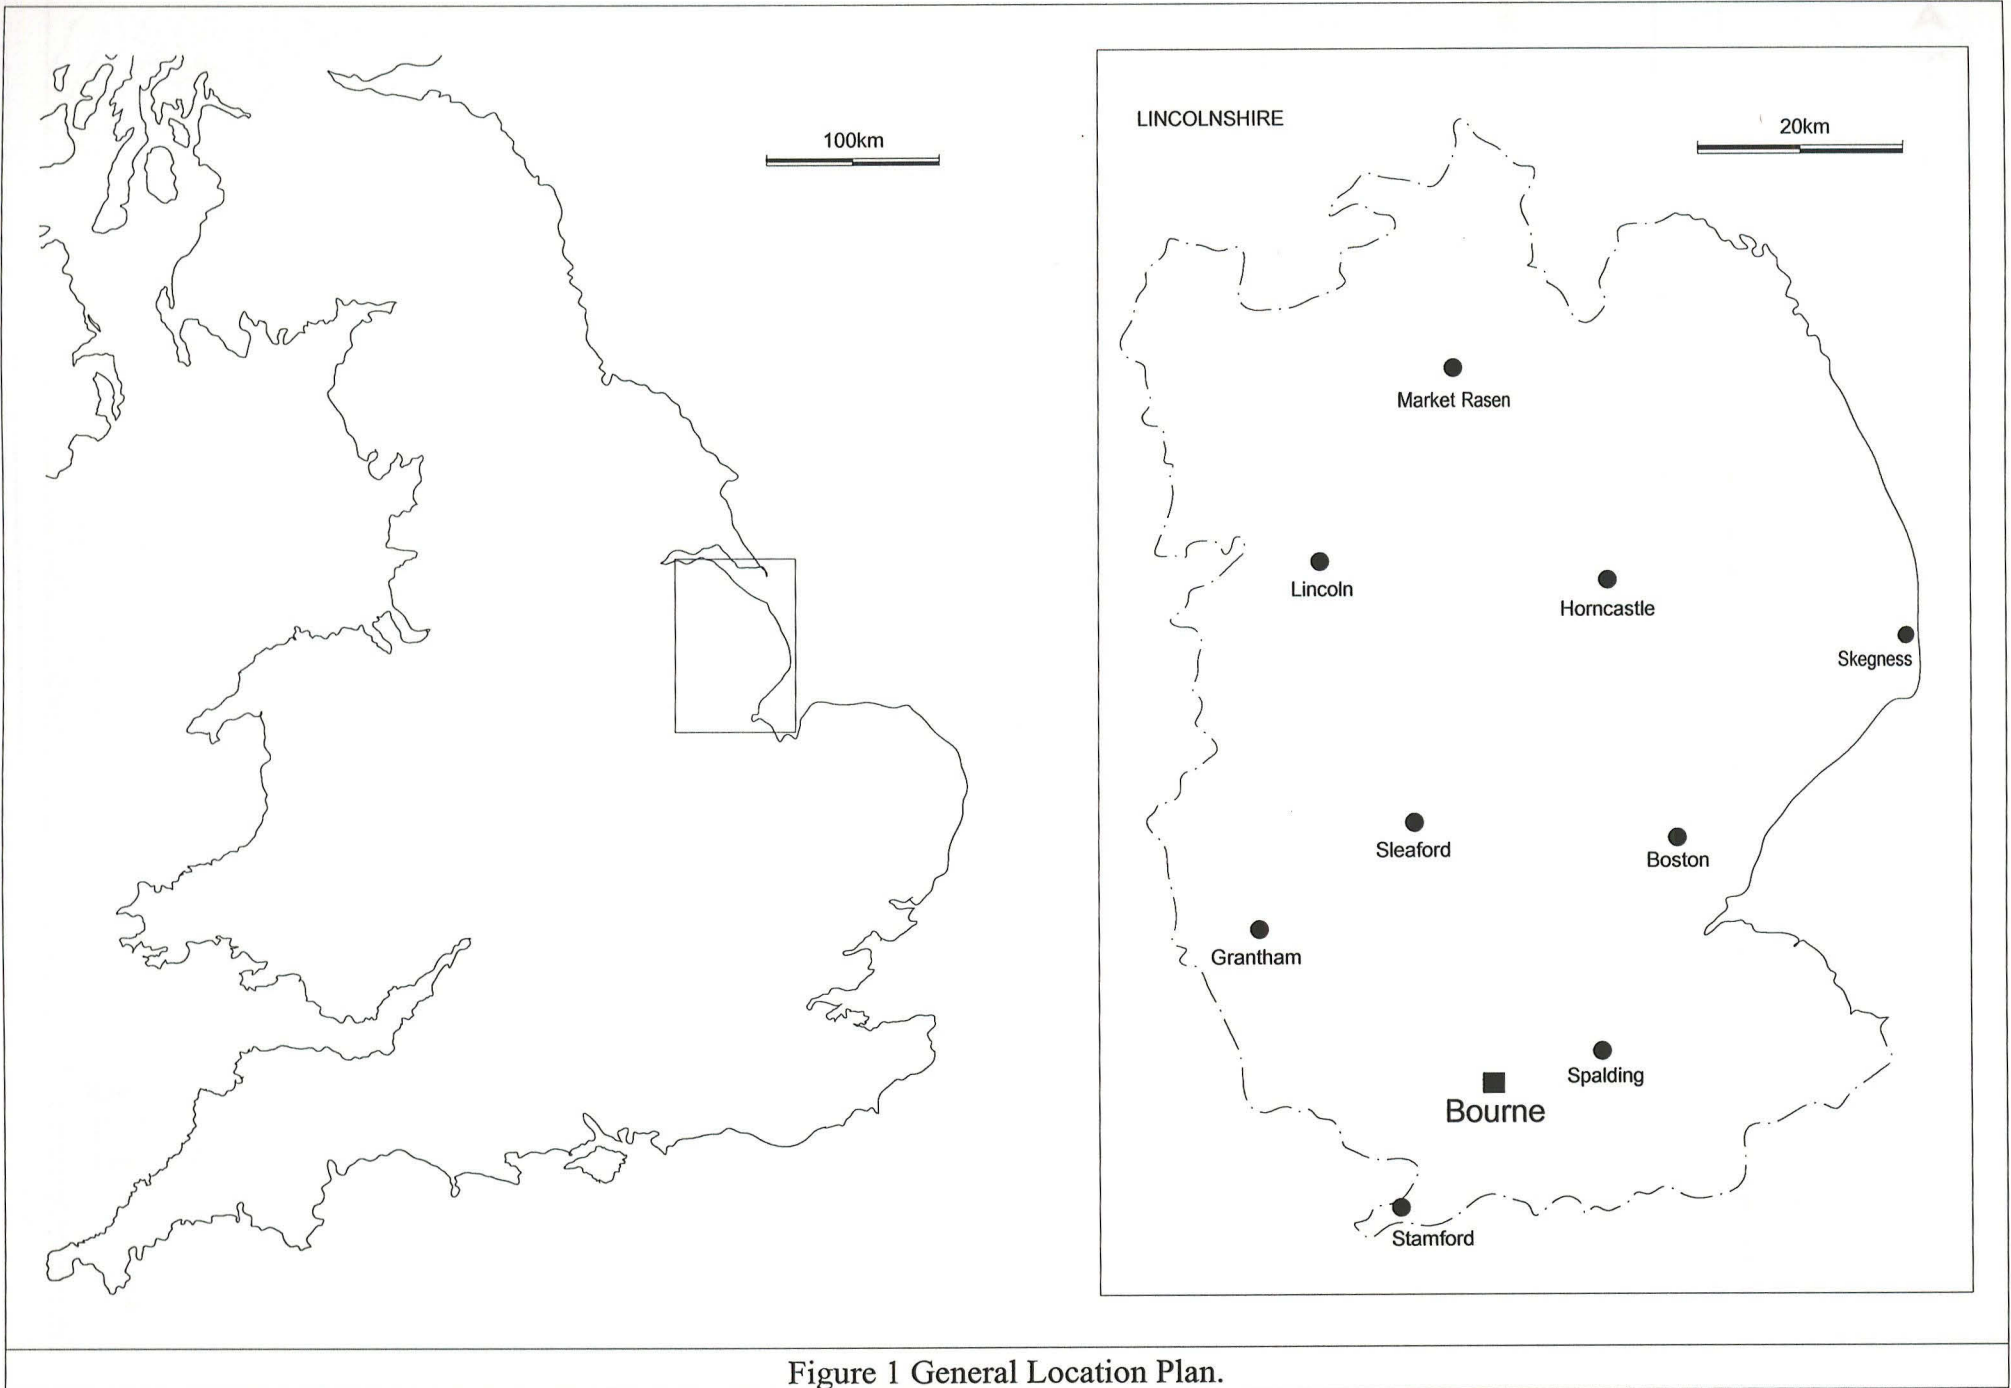 100km
LINCOLNSHIRE
20km
Market Rasen
Lincoln
Horncastle
Skegness
Sleaford
Boston
Grantham
Spalding
Bourne
Stamford
Figure 1 General Location Plan.